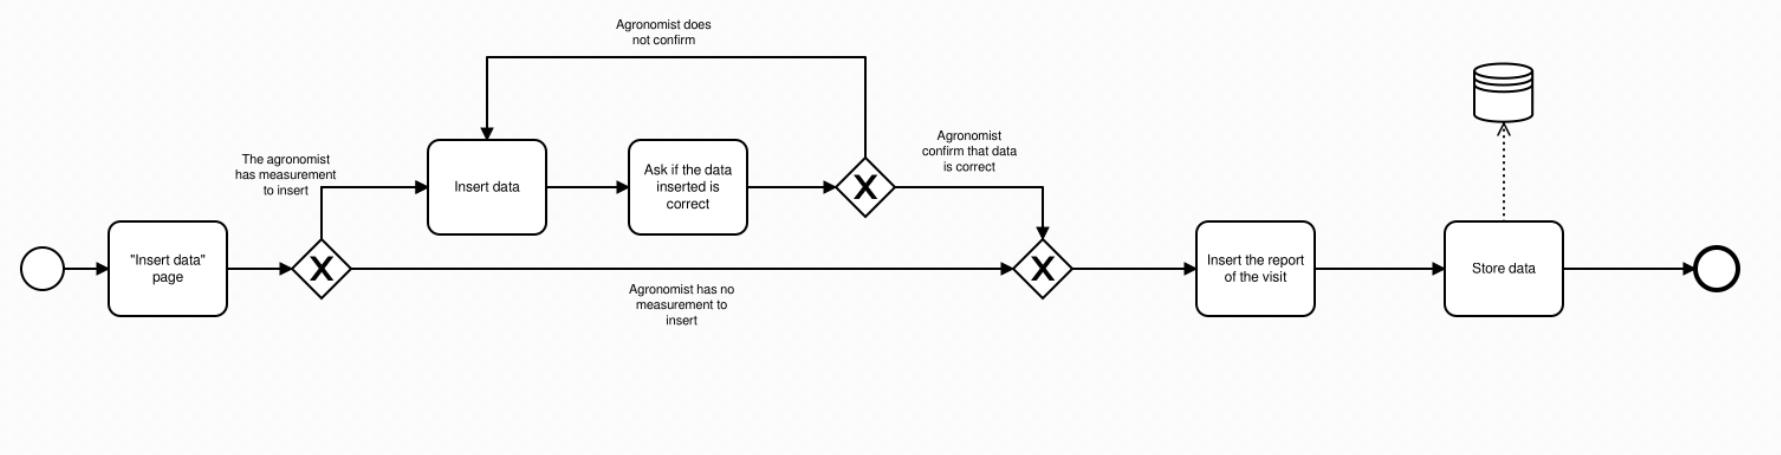 Agronomist does
not confirm
The agronomist
has measurement
to insert
Insert data
Ask if the data
inserted is
correct
X
Agronomist
confirm that data
is correct
"Insert data"
page
X
Agronomist has no
measurement to
insert
X
Insert the report
of the visit
Store data